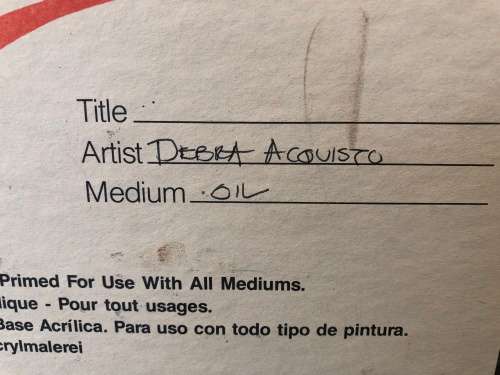 Title
Artist DEBRA ACQUISTO
Medium OIL
Primed For Use With All Mediums.
lique - Pour tout usages.
Base Acrílica. Para uso con todo tipo de pintura.
crylmalerei